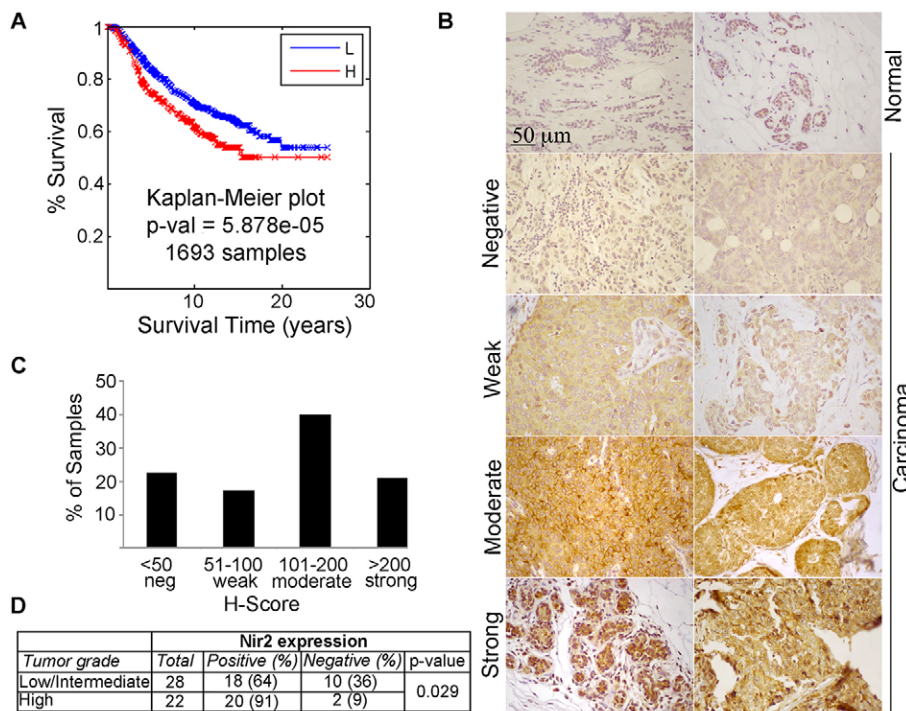 A
1
0.8
0.6
0.4
0.2
% Survival
L
H
Kaplan-Meier plot
p-val = 5.878e-05
1693 samples
10
20
30
Survival Time (years)
B
50 µm
Normal
Negative
Weak
Moderate
Strong
Carcinoma
C
50
40
30
20
10
% of Samples
<50 51-100 101-200 >200
neg weak moderate strong
H-Score
D
Nir2 expression
Tumor grade Total Positive (%) Negative (%) p-value
Low/Intermediate 28 18 (64) 10 (36) 0.029
High 22 20 (91) 2 (9)